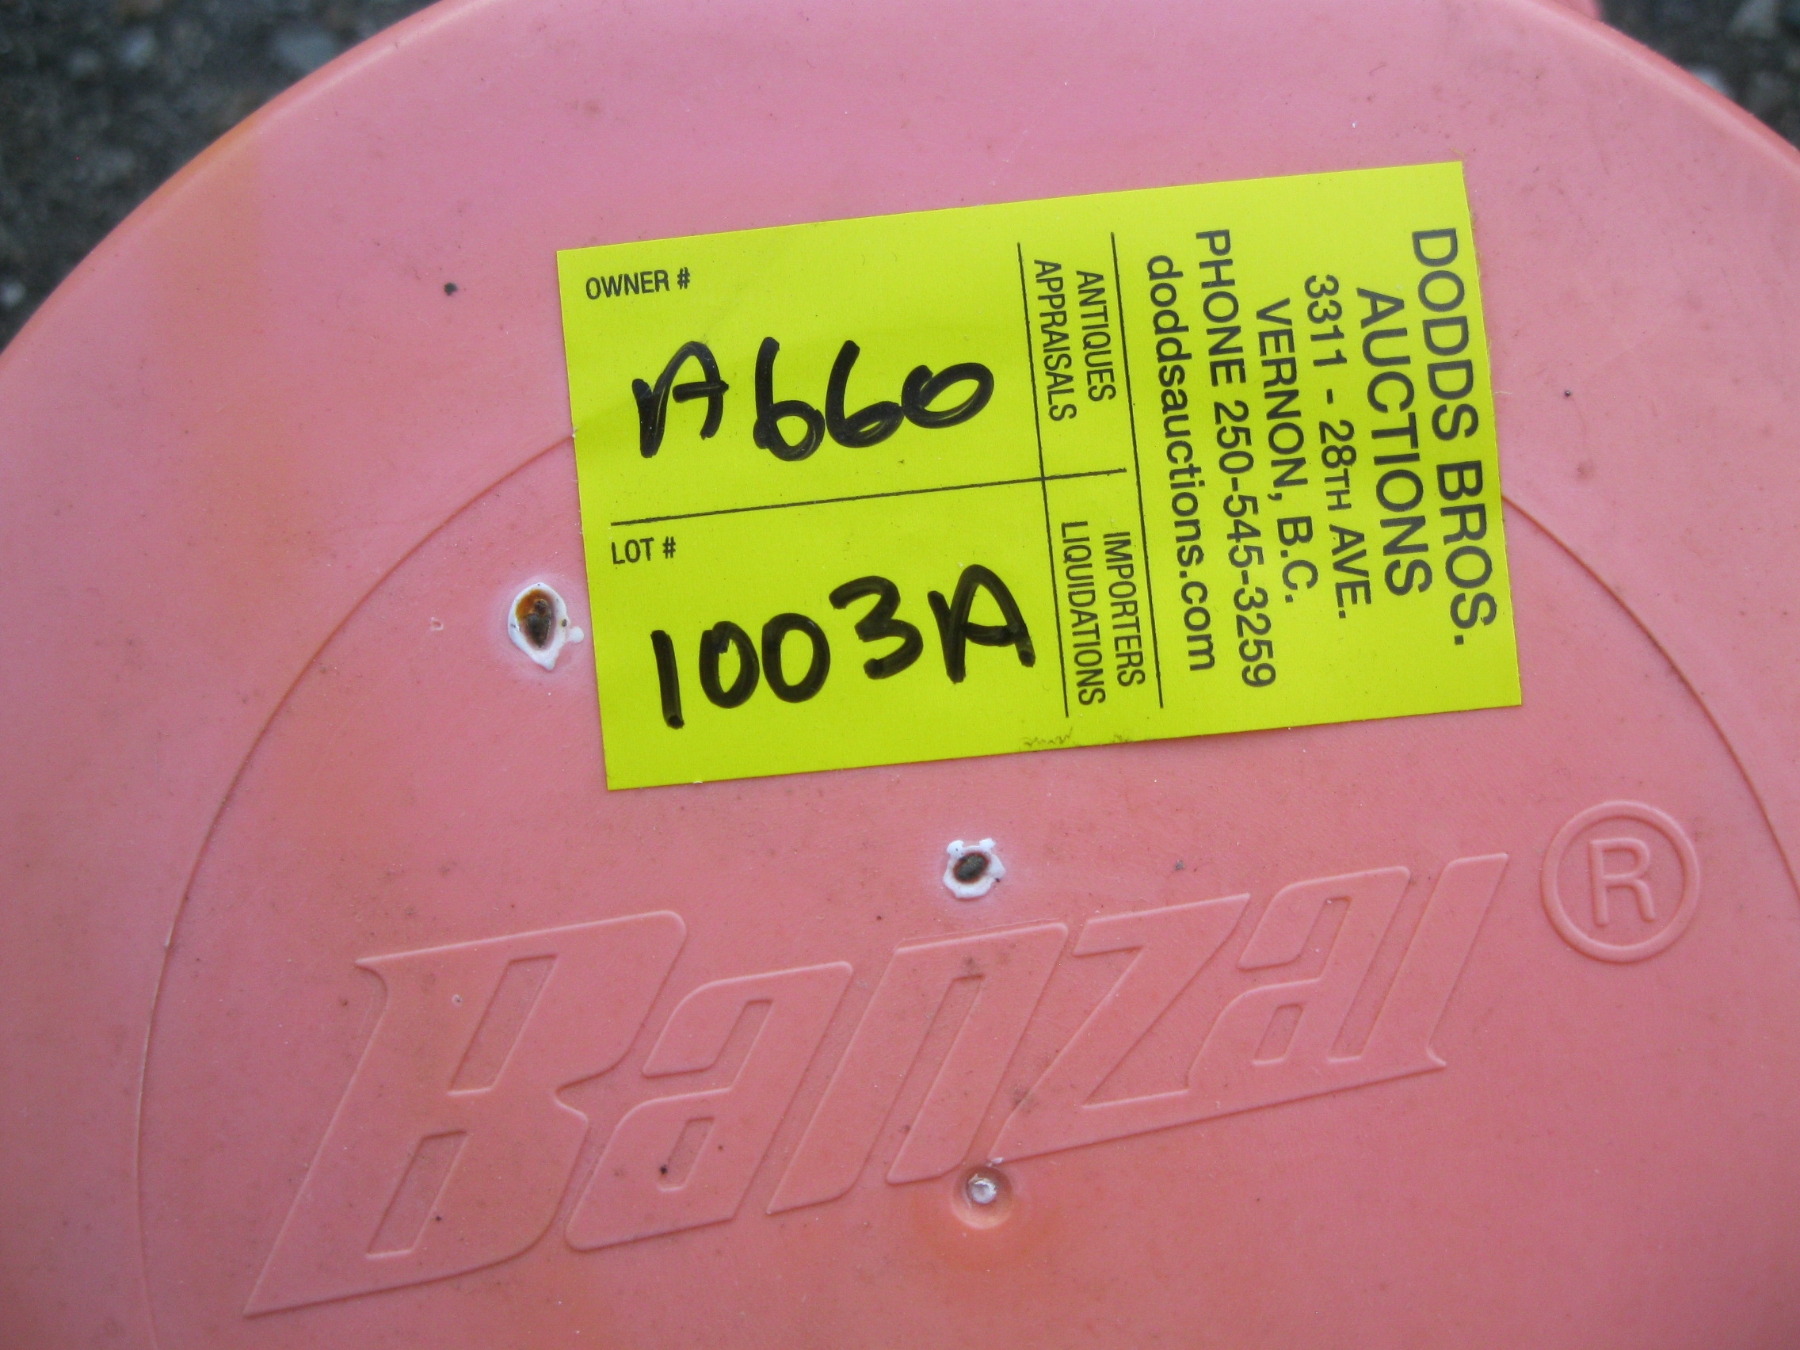 OWNER #
A660
LOT #
1003A
DODDS BROS.
AUCTIONS
3311 - 28TH AVE.
VERNON, B.C.
PHONE 250-545-3259
doddsauctions.com
ANTIQUES
APPRAISALS
IMPORTERS
LIQUIDATIONS
Banzai ®